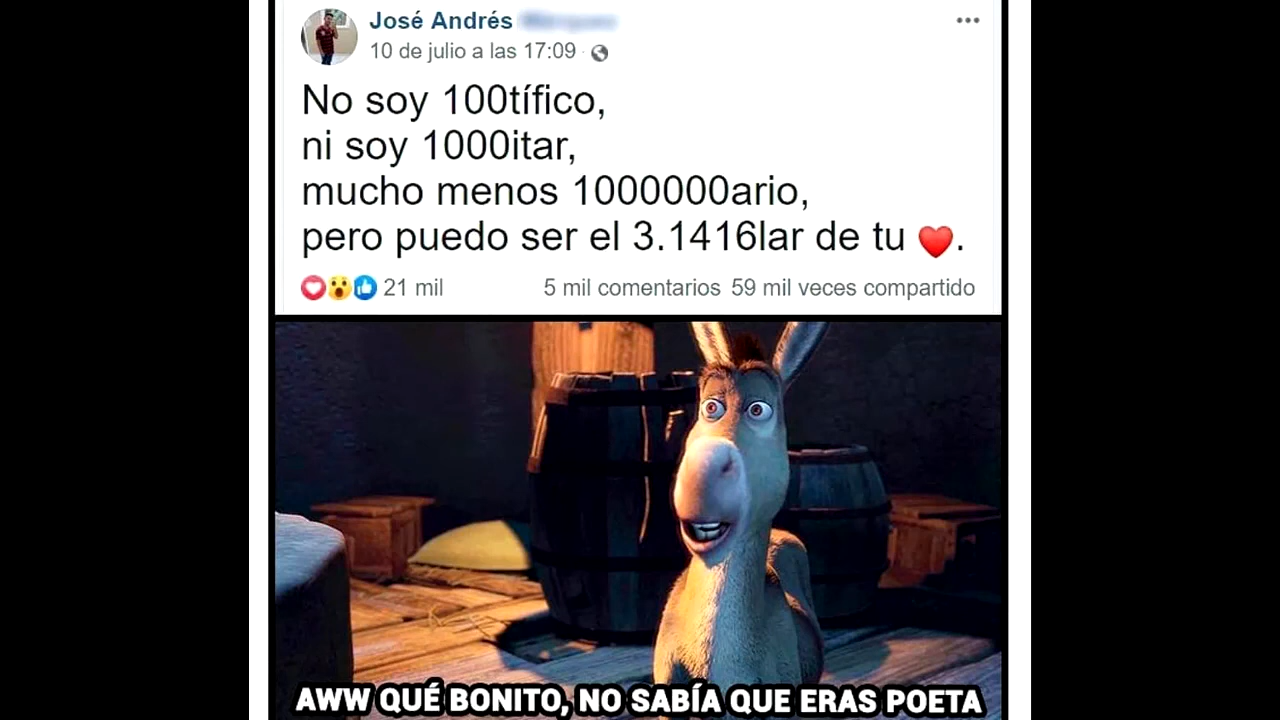 José Andrés
10 de julio a las 17:09
No soy 100tífico,
ni soy 1000itar,
mucho menos 1000000ario,
pero puedo ser el 3.1416lar de tu ❤️.
21 mil 5 mil comentarios 59 mil veces compartido
AWW QUÉ BONITO, NO SABÍA QUE ERAS POETA